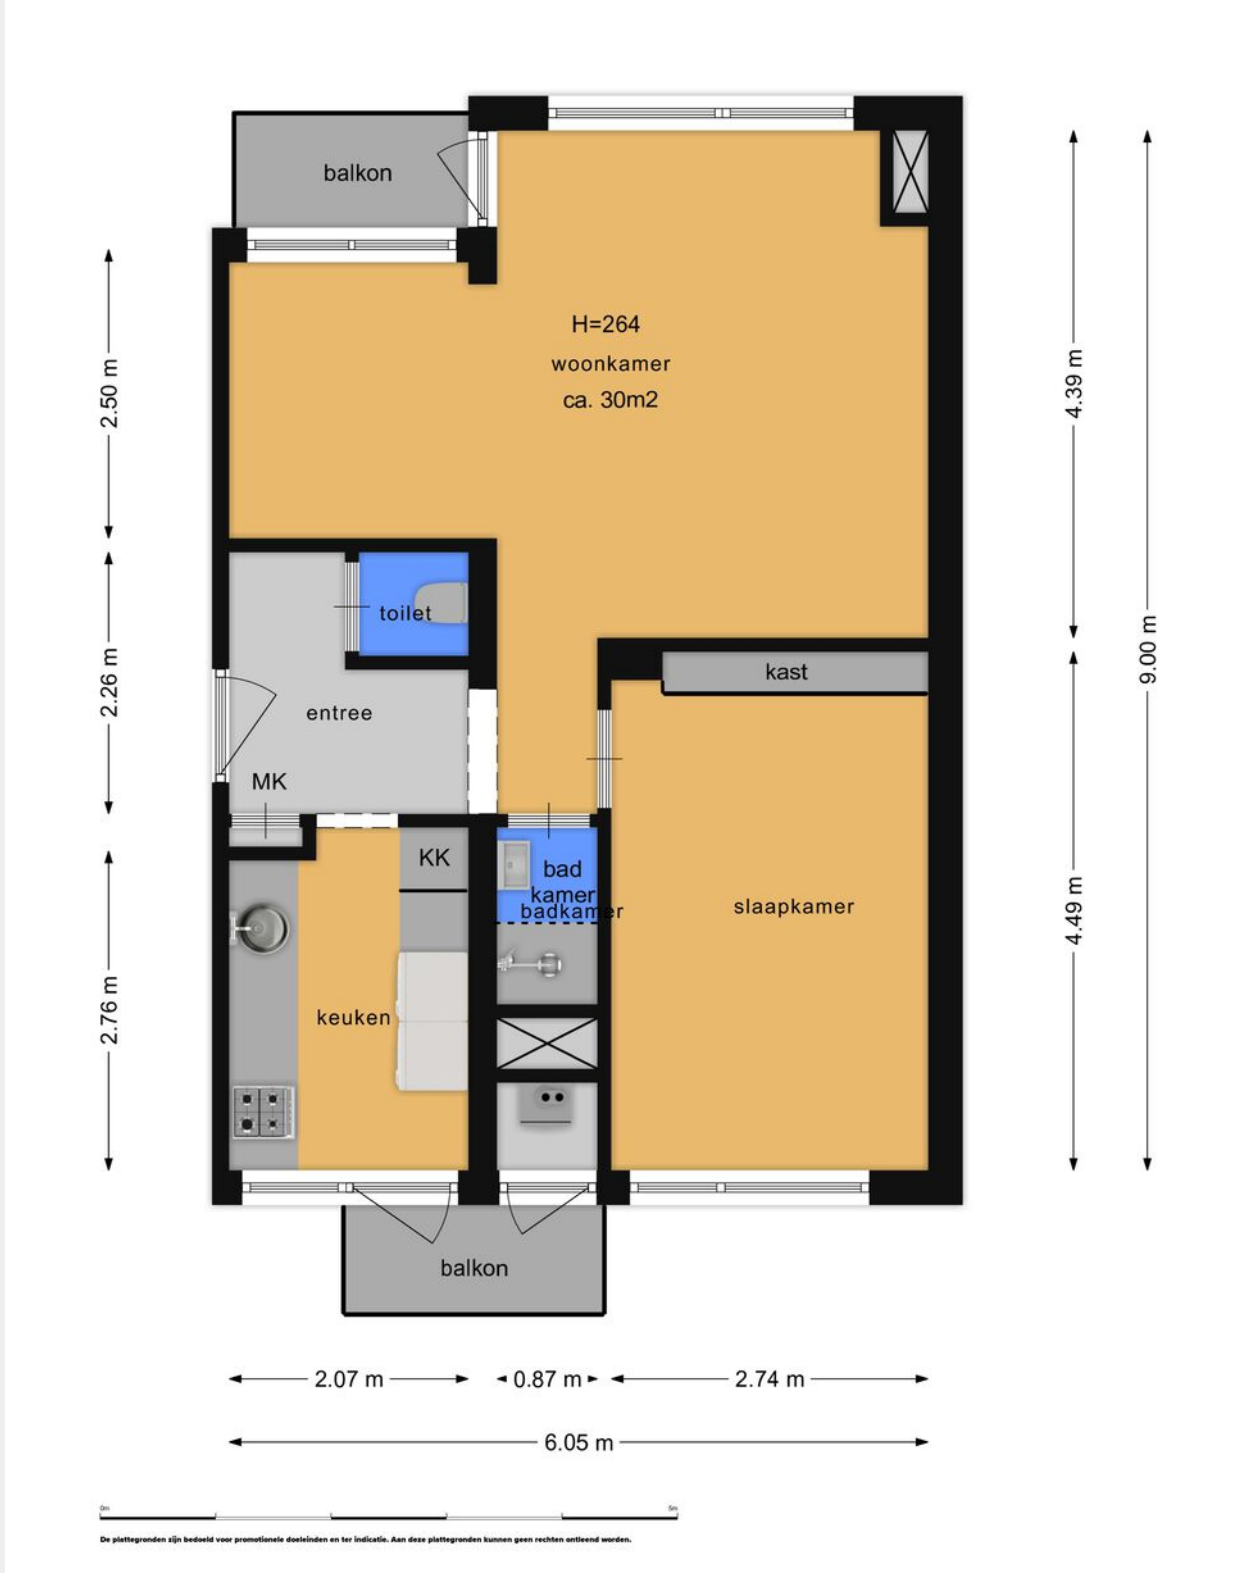 balkon
H=264
woonkamer
ca. 30m2
2.50 m
4.39 m
9.00 m
toilet
2.26 m
entree
kast
MK
KK
bad
kamer
badkamer
slaapkamer
4.49 m
2.76 m
keuken
balkon
2.07 m
0.87 m
2.74 m
6.05 m
0m
5m
De plattegronden zijn bedoeld voor promotionele doeleinden en ter indicatie. Aan deze plattegronden kunnen geen rechten ontleend worden.